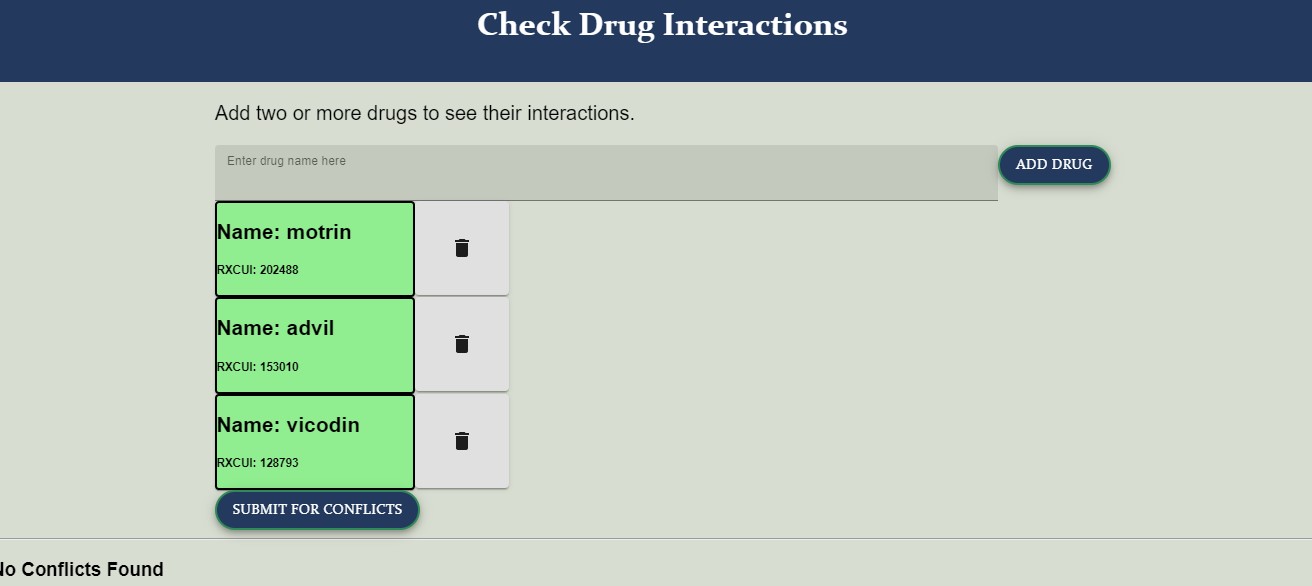 Check Drug Interactions
Add two or more drugs to see their interactions.
Enter drug name here
ADD DRUG
Name: motrin
RXCUI: 202488
Name: advil
RXCUI: 153010
Name: vicodin
RXCUI: 128793
SUBMIT FOR CONFLICTS
No Conflicts Found